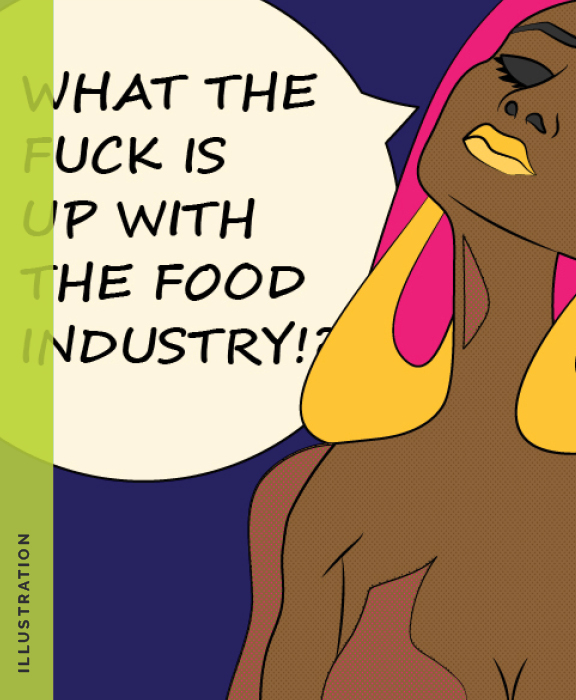 WHAT THE
FUCK IS
UP WITH
THE FOOD
INDUSTRY!?
ILLUSTRATION